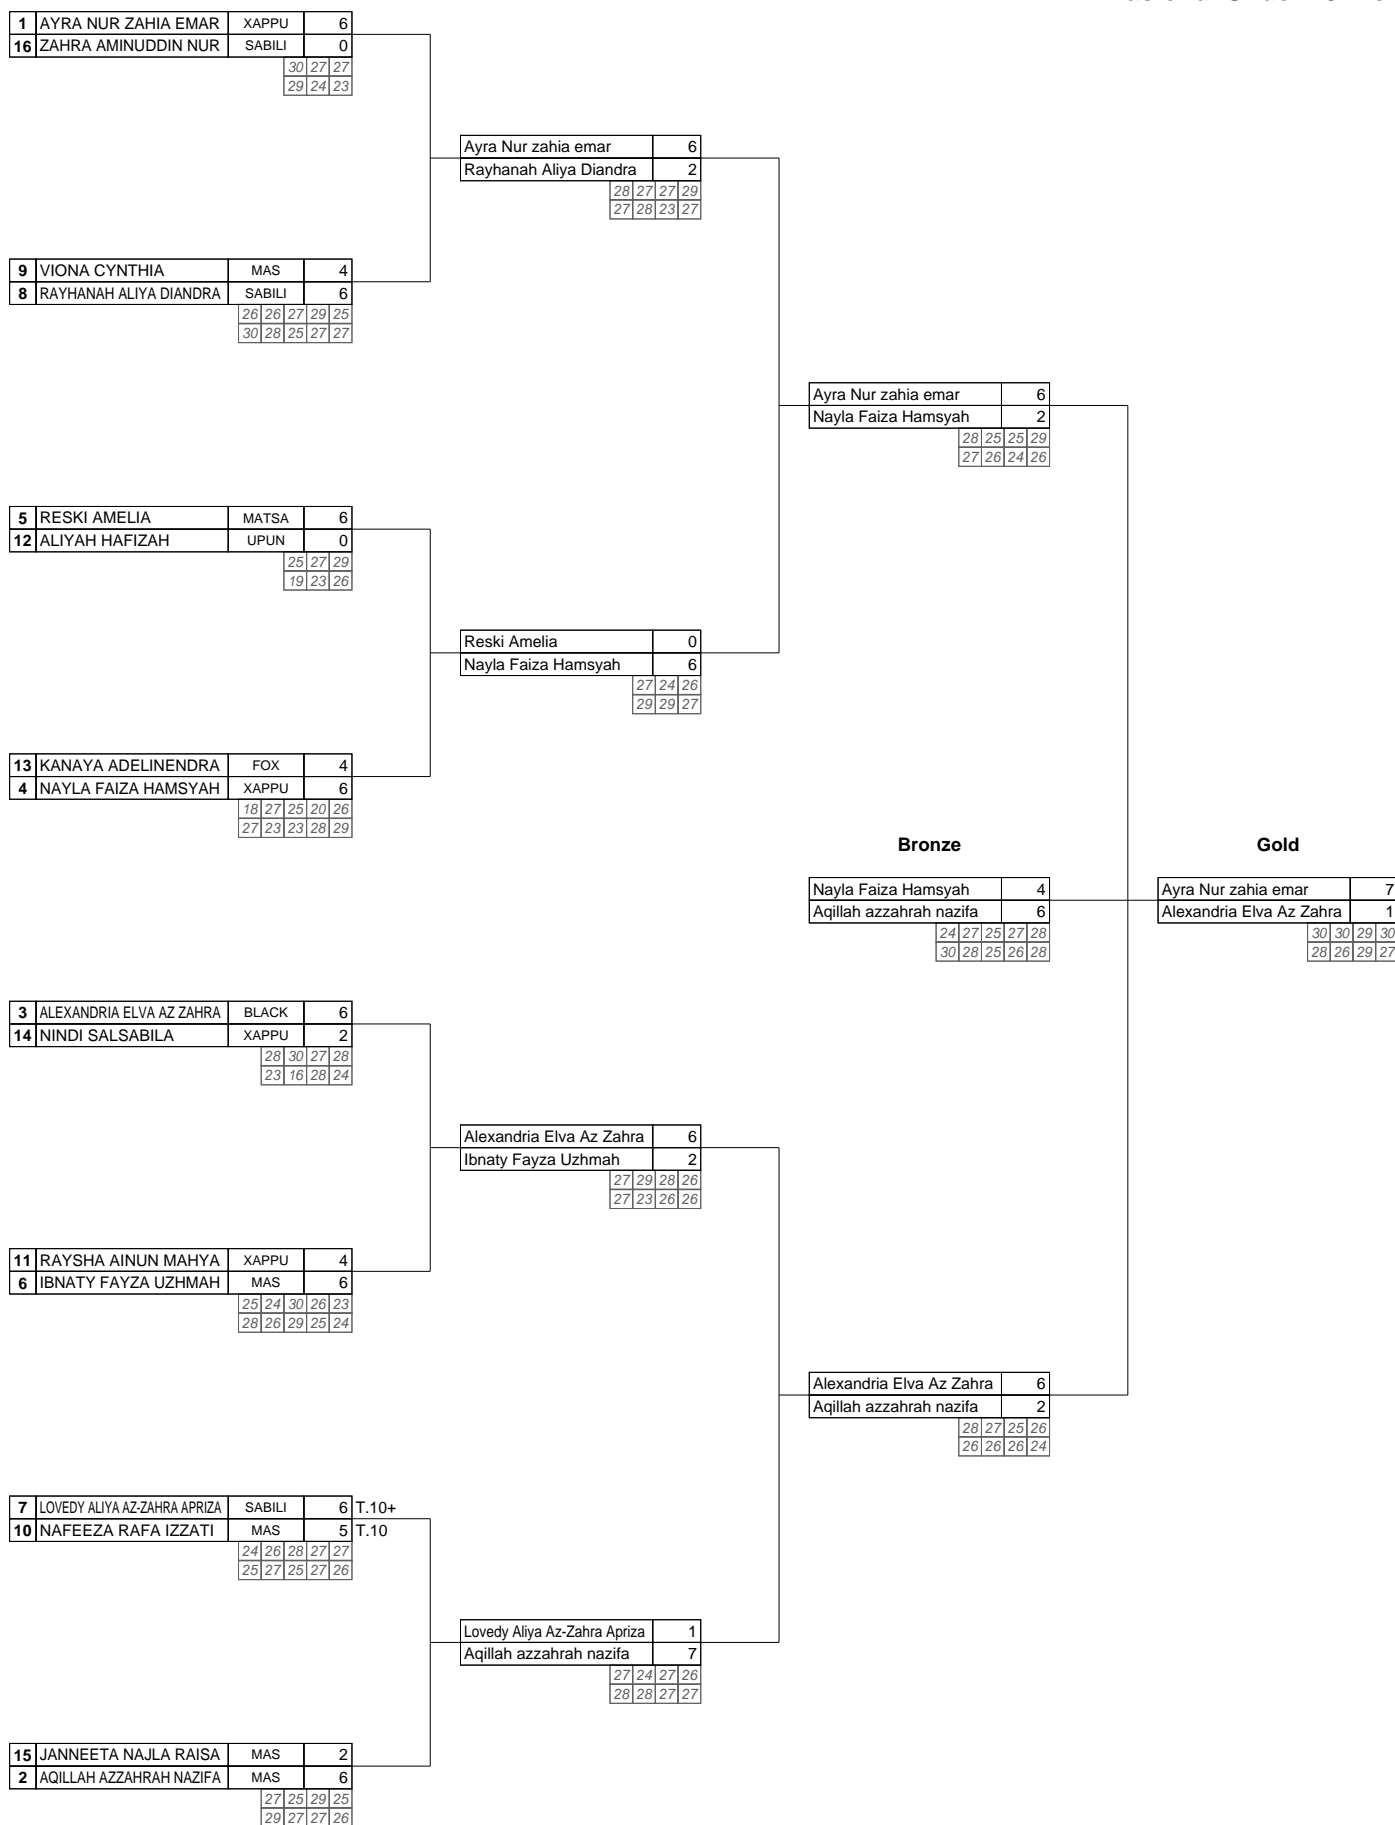 1 AYRA NUR ZAHIA EMAR XAPPU 6
16 ZAHRA AMINUDDIN NUR SABILI 0
30 27 27
29 24 23
Ayra Nur zahia emar 6
Rayhanah Aliya Diandra 2
28 27 27 29
27 28 23 27
9 VIONA CYNTHIA MAS 4
8 RAYHANAH ALIYA DIANDRA SABILI 6
26 26 27 29 25
30 28 25 27 27
Ayra Nur zahia emar 6
Nayla Faiza Hamsyah 2
28 25 25 29
27 26 24 26
5 RESKI AMELIA MATSA 6
12 ALIYAH HAFIZAH UPUN 0
25 27 29
19 23 26
Reski Amelia 0
Nayla Faiza Hamsyah 6
27 24 26
29 29 27
13 KANAYA ADELINENDRA FOX 4
4 NAYLA FAIZA HAMSYAH XAPPU 6
18 27 25 20 26
27 23 23 28 29
Bronze Gold
Nayla Faiza Hamsyah 4 Ayra Nur zahia emar 7
Aqillah azzahrah nazifa 6 Alexandria Elva Az Zahra 1
24 27 25 27 28 30 30 29 30
30 28 25 26 28 28 26 29 27
3 ALEXANDRIA ELVA AZ ZAHRA BLACK 6
14 NINDI SALSABILA XAPPU 2
28 30 27 28
23 16 28 24
Alexandria Elva Az Zahra 6
Ibnaty Fayza Uzhmah 2
27 29 28 26
27 23 26 26
11 RAYSHA AINUN MAHYA XAPPU 4
6 IBNATY FAYZA UZHMAH MAS 6
25 24 30 26 23
28 26 29 25 24
Alexandria Elva Az Zahra 6
Aqillah azzahrah nazifa 2
28 27 25 26
26 26 26 24
7 LOVEDY ALIYA AZ-ZAHRA APRIZA SABILI 6 T.10+
10 NAFEEZA RAFA IZZATI MAS 5 T.10
24 26 28 27 27
25 27 25 27 26
Lovedy Aliya Az-Zahra Apriza 1
Aqillah azzahrah nazifa 7
27 24 27 26
28 28 27 27
15 JANNEETA NAJLA RAISA MAS 2
2 AQILLAH AZZAHRAH NAZIFA MAS 6
27 25 29 25
29 27 27 26